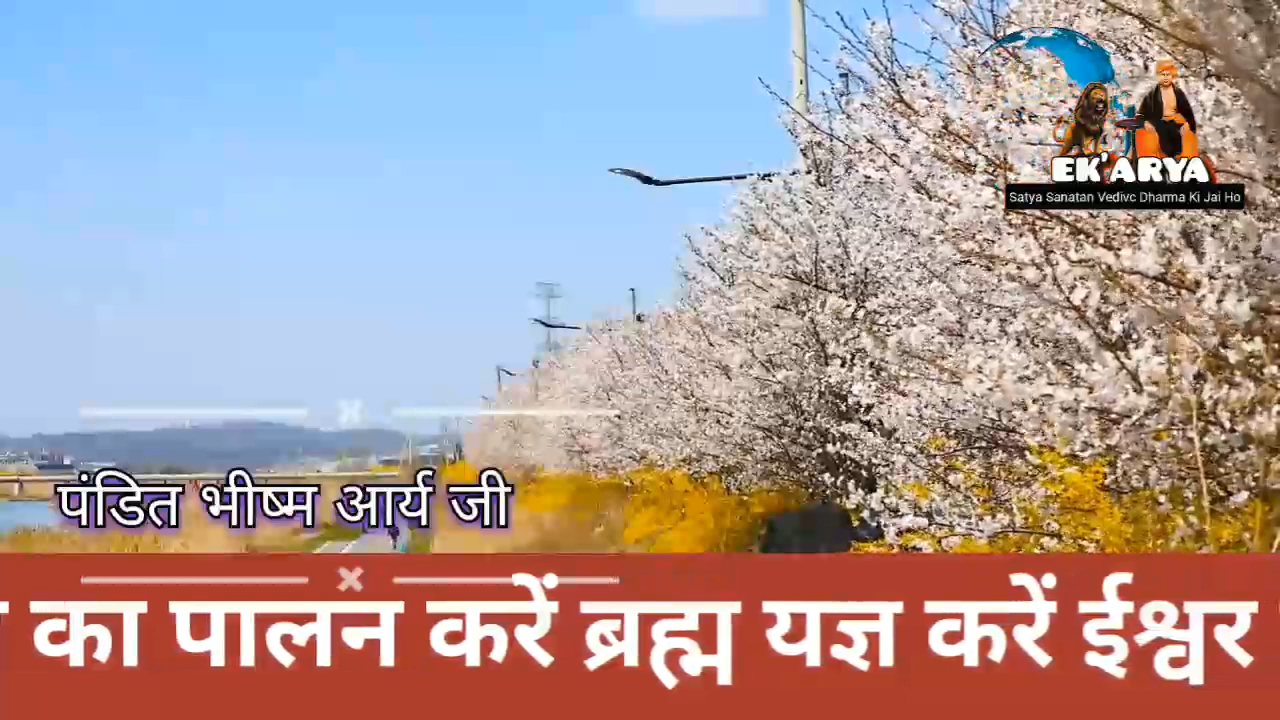 EK'ARYA
Satya Sanatan Vedivc Dharma Ki Jai Ho
पंडित भीष्म आर्य जी
का पालन करें ब्रह्म यज्ञ करें ईश्वर